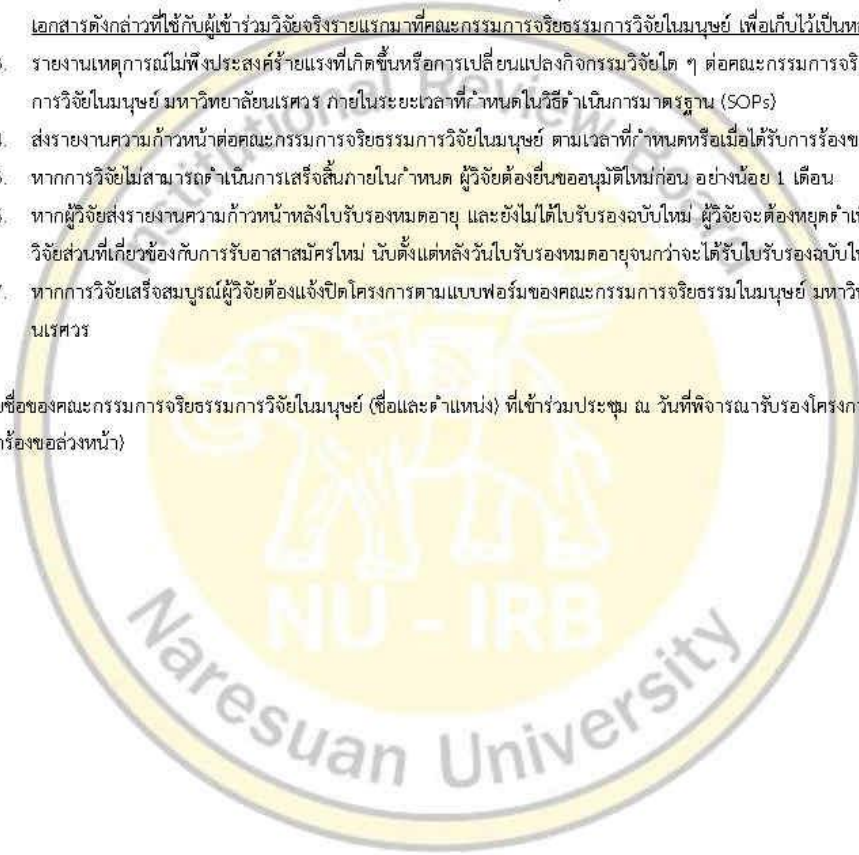 เอกสารดังกล่าวที่ใช้กับผู้เข้าร่วมวิจัยจริงรายแรกมาที่คณะกรรมการจริยธรรมการวิจัยในมนุษย์ เพื่อเก็บไว้เป็นห
รายงานเหตุการณ์ไม่พึงประสงค์ร้ายแรงที่เกิดขึ้นหรือการเปลี่ยนแปลงกิจกรรมวิจัยใด ๆ ต่อคณะกรรมการจริ
การวิจัยในมนุษย์ มหาวิทยาลัยนเรศวร ภายในระยะเวลาที่กำหนดในวิธีดำเนินการมาตรฐาน (SOPs)
ส่งรายงานความก้าวหน้าต่อคณะกรรมการจริยธรรมการวิจัยในมนุษย์ ตามเวลาที่กำหนดหรือเมื่อได้รับการร้องข
หากการวิจัยไม่สามารถดำเนินการเสร็จสิ้นภายในกำหนด ผู้วิจัยต้องยื่นขออนุมัติใหม่ก่อน อย่างน้อย 1 เดือน
หากผู้วิจัยส่งรายงานความก้าวหน้าหลังใบรับรองหมดอายุ และยังไม่ได้ใบรับรองฉบับใหม่ ผู้วิจัยจะต้องหยุดดำเ
วิจัยส่วนที่เกี่ยวข้องกับการรับอาสาสมัครใหม่ นับตั้งแต่หลังวันใบรับรองหมดอายุจนกว่าจะได้รับใบรับรองฉบับให
7. หากการวิจัยเสร็จสมบูรณ์ผู้วิจัยต้องแจ้งปิดโครงการตามแบบฟอร์มของคณะกรรมการจริยธรรมในมนุษย์ มหาวิท
นเรศวร
ชื่อของคณะกรรมการจริยธรรมการวิจัยในมนุษย์ (ชื่อและตำแหน่ง) ที่เข้าร่วมประชุม ณ วันที่พิจารณารับรองโครงกา
ร้องขอล่วงหน้า)
Institutional Review Board
NU - IRB
Naresuan University